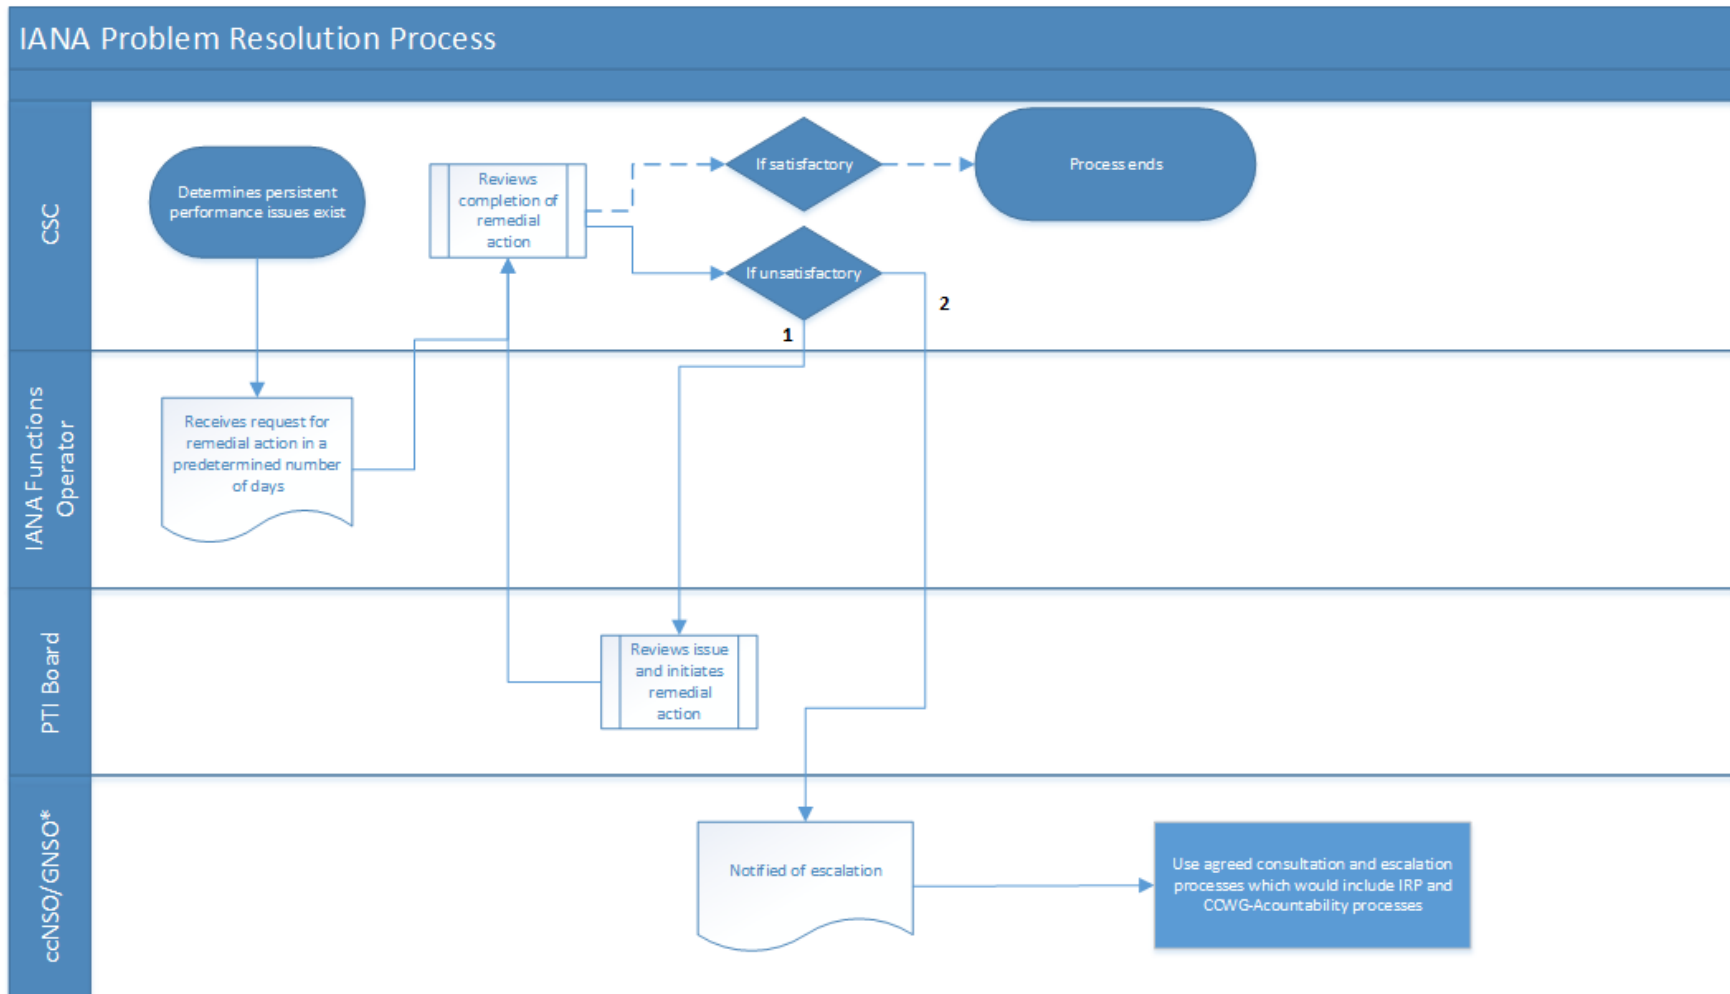 IANA Problem Resolution Process
CSC
Determines persistent
performance issues exist
Reviews
completion of
remedial
action
If satisfactory
Process ends
If unsatisfactory
1
2
IANA Functions
Operator
Receives request for
remedial action in a
predetermined number
of days
PTI Board
Reviews issue
and initiates
remedial
action
ccNSO/GNSO*
Notified of escalation
Use agreed consultation and escalation
processes which would include IRP and
CCWG-Acountability processes